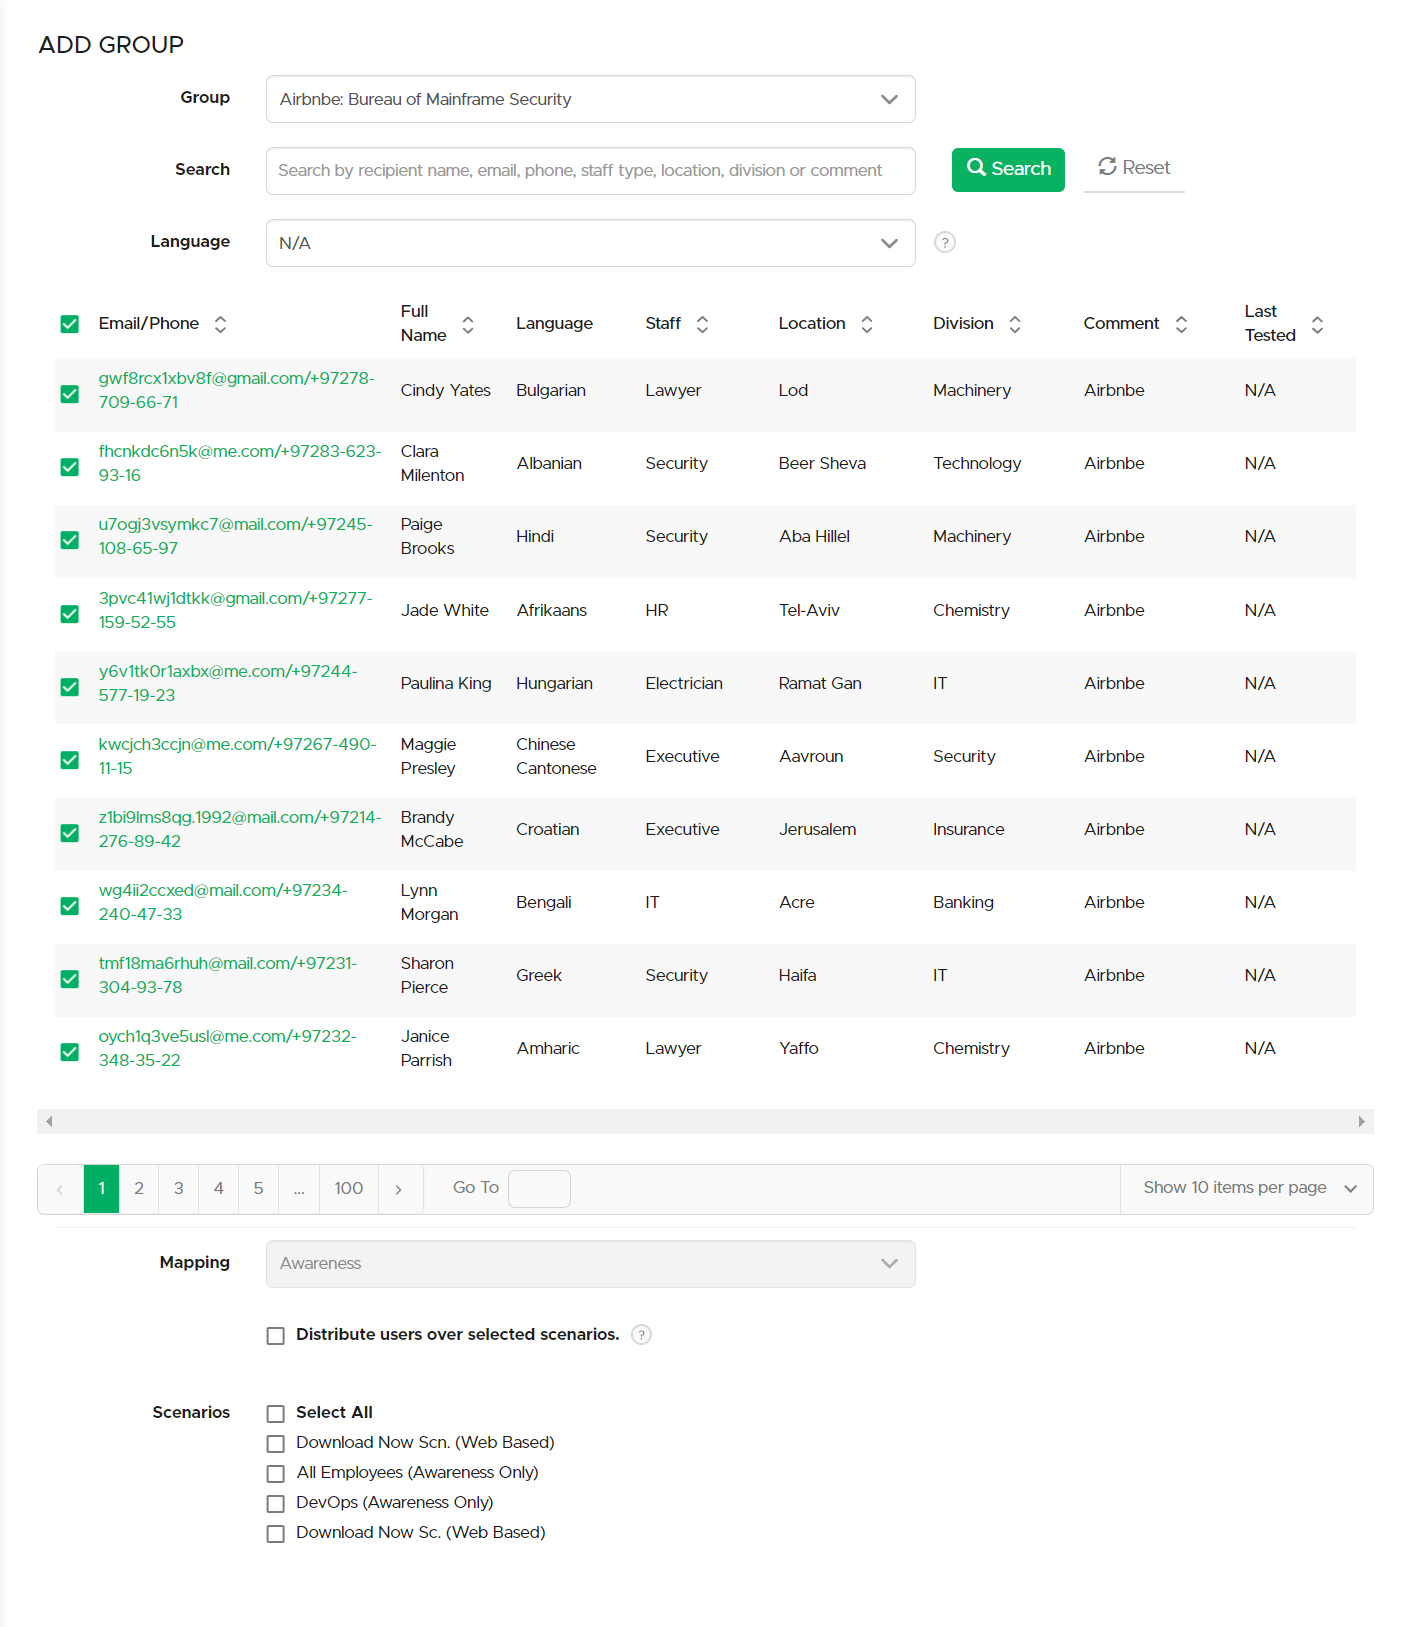 ADD GROUP
Group
Airbnbe: Bureau of Mainframe Security
Search
Search by recipient name, email, phone, staff type, location, division or comment
Search
Reset
Language
N/A
?
Email/Phone Full Name Language Staff Location Division Comment Last Tested
gwf8rcx1xbv8f@gmail.com/+97278-
709-66-71
Cindy Yates Bulgarian Lawyer Lod Machinery Airbnbe N/A
fhcnkdc6n5k@me.com/+97283-623-
93-16
Clara
Milenton
Albanian Security Beer Sheva Technology Airbnbe N/A
u7ogj3vsymkc7@mail.com/+97245-
108-65-97
Paige
Brooks
Hindi Security Aba Hillel Machinery Airbnbe N/A
3pvc41wj1dtkk@gmail.com/+97277-
159-52-55
Jade White Afrikaans HR Tel-Aviv Chemistry Airbnbe N/A
y6v1tk0r1axbx@me.com/+97244-
577-19-23
Paulina King Hungarian Electrician Ramat Gan IT Airbnbe N/A
kwcjch3ccjn@me.com/+97267-490-
11-15
Maggie
Presley
Chinese
Cantonese
Executive Aavroun Security Airbnbe N/A
z1bi9lms8qg.1992@mail.com/+97214-
276-89-42
Brandy
McCabe
Croatian Executive Jerusalem Insurance Airbnbe N/A
wg4ii2ccxed@mail.com/+97234-
240-47-33
Lynn
Morgan
Bengali IT Acre Banking Airbnbe N/A
tmf18ma6rhuh@mail.com/+97231-
304-93-78
Sharon
Pierce
Greek Security Haifa IT Airbnbe N/A
oych1q3ve5usl@me.com/+97232-
348-35-22
Janice
Parrish
Amharic Lawyer Yaffo Chemistry Airbnbe N/A
1 2 3 4 5 ... 100 Go To Show 10 items per page
Mapping
Awareness
Distribute users over selected scenarios. ?
Scenarios
Select All
Download Now Scn. (Web Based)
All Employees (Awareness Only)
DevOps (Awareness Only)
Download Now Sc. (Web Based)